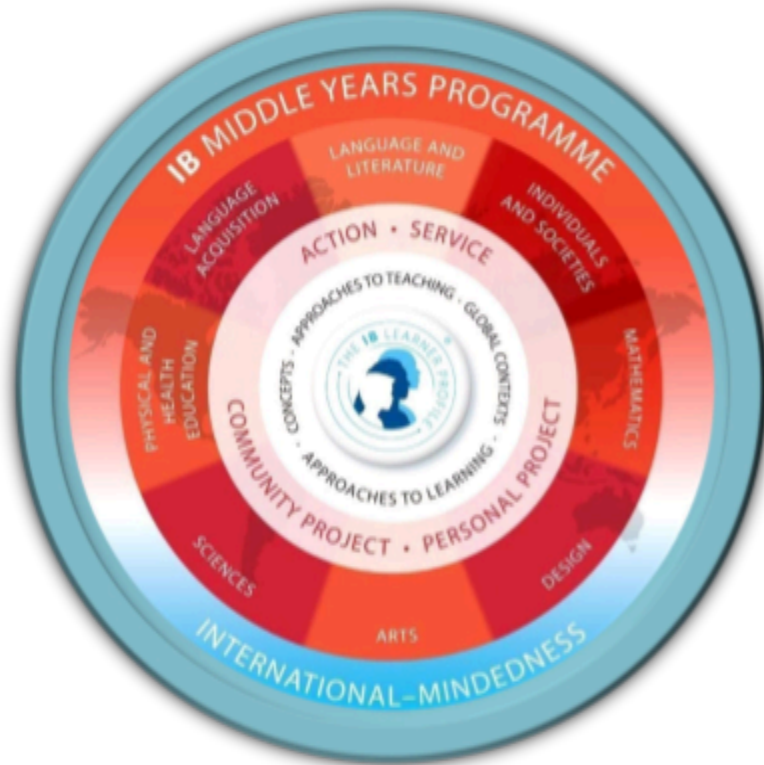 IB MIDDLE YEARS PROGRAMME
LANGUAGE AND
LITERATURE
LANGUAGE
ACQUISITION
INDIVIDUALS
AND SOCIETIES
PHYSICAL AND
HEALTH
EDUCATION
MATHEMATICS
SCIENCES
DESIGN
ARTS
ACTION • SERVICE
COMMUNITY PROJECT • PERSONAL PROJECT
APPROACHES TO TEACHING · GLOBAL CONTEXTS ·
CONCEPTS · APPROACHES TO LEARNING ·
· THE IB LEARNER PROFILE ·
®
INTERNATIONAL–MINDEDNESS